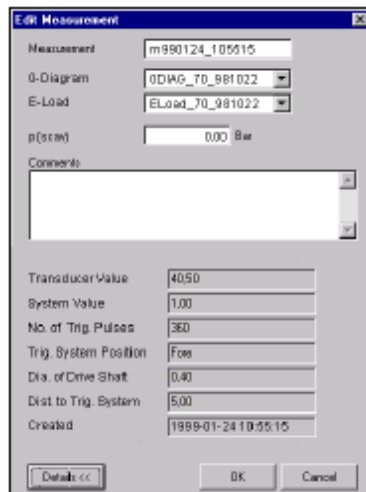 Edit Measurement
Measurement m990124_105515
0-Diagram 0DIAG_70_981022
E-Load ELoad_70_981022
p(scav) 0,00 Bar
Comments
Transducer Value 40,50
System Value 1,00
No. of Trig. Pulses 360
Trig. System Position Fore
Dia. of Drive Shaft 0,40
Dist. to Trig. System 5,00
Created 1999-01-24 10:55:15
Details << OK Cancel